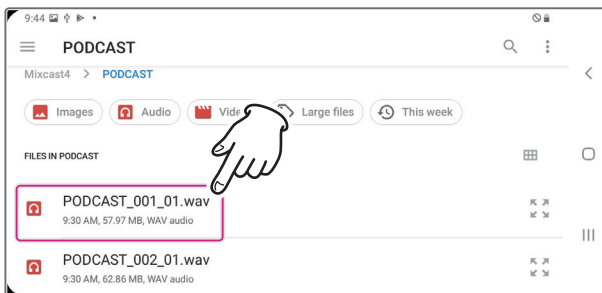 9:44
PODCAST
Mixcast4 > PODCAST
Images Audio Vide Large files This week
FILES IN PODCAST
PODCAST_001_01.wav
9:30 AM, 57.97 MB, WAV audio
PODCAST_002_01.wav
9:30 AM, 62.86 MB, WAV audio